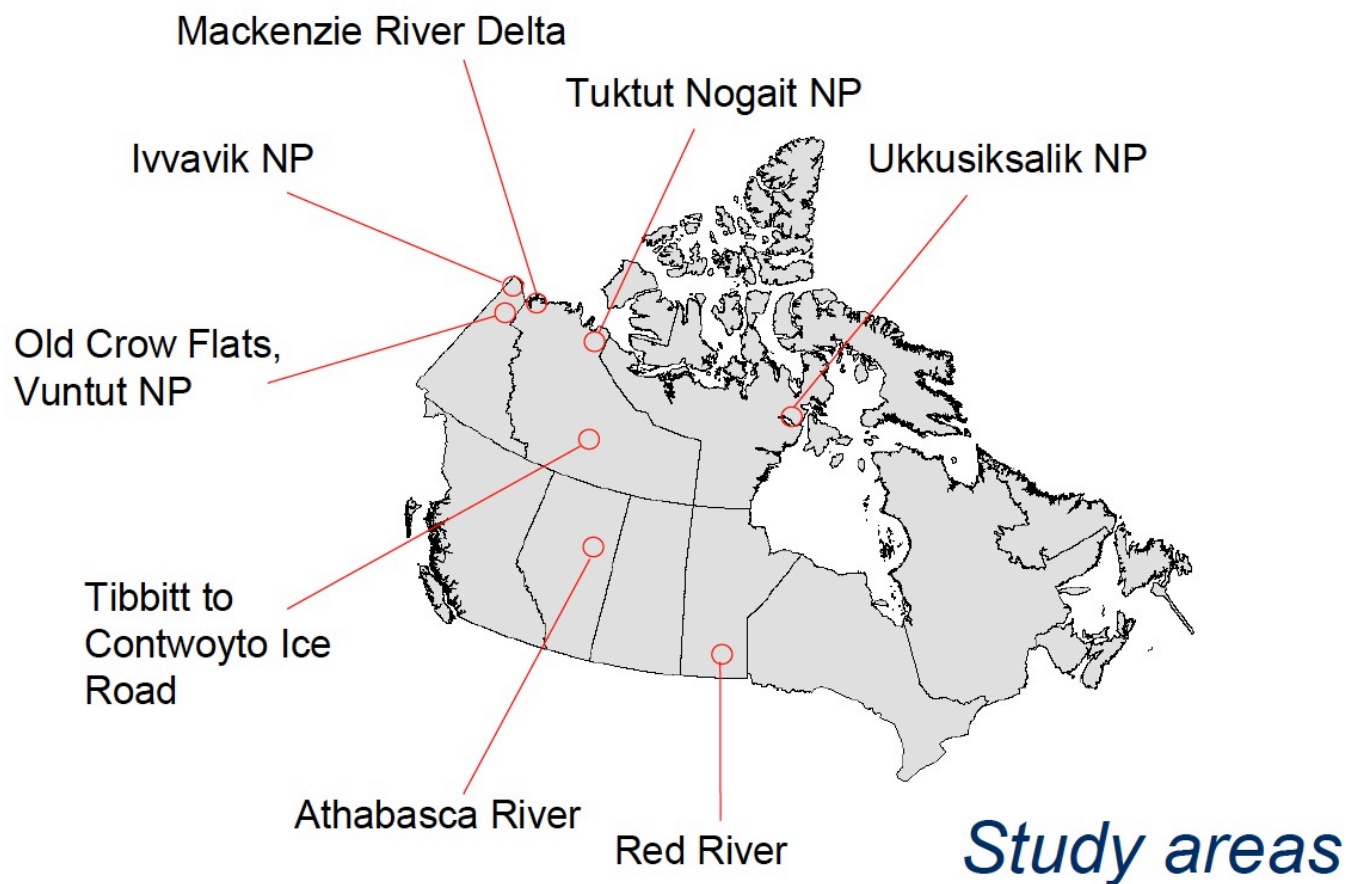 Mackenzie River Delta
Tuktut Nogait NP
Ivvavik NP
Ukkusiksalik NP
Old Crow Flats,
Vuntut NP
Tibbitt to
Contwoyto Ice
Road
Athabasca River
Red River
Study areas